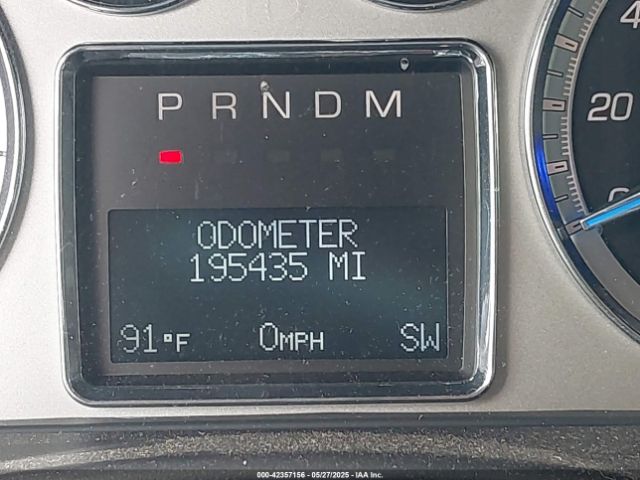 P R N D M
ODOMETER
195435 MI
91°F 0MPH SW
20
000-42357156 - 05/27/2025 - IAA Inc.